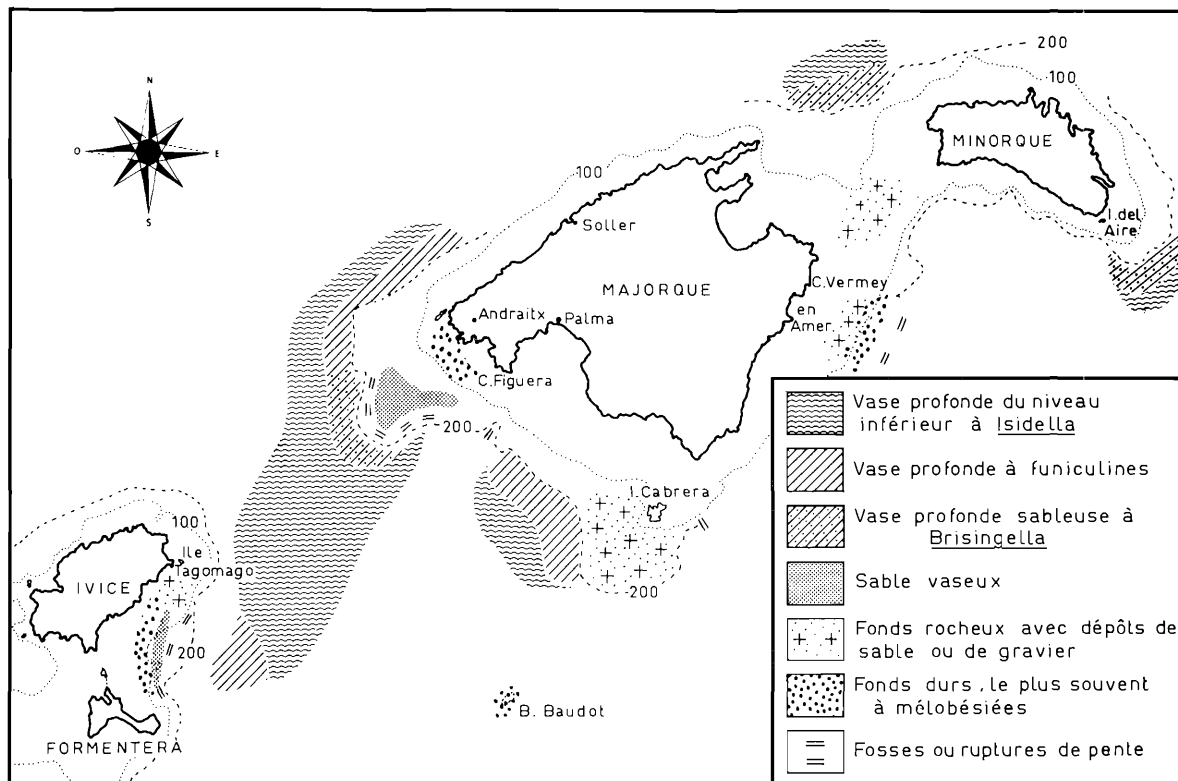 N
O
E
S
200
100
MINORQUE
I. del
Aire
100
Soller
MAJORQUE
C. Vermey
en
Amer.
Andraitx
Palma
C. Figuera
200
I. Cabrera
200
100
Ile
Tagomago
IVICE
200
FORMENTERA
B. Baudot
Vase profonde du niveau
inférieur à Isidella
Vase profonde à funiculines
Vase profonde sableuse à
Brisingella
Sable vaseux
Fonds rocheux avec dépôts de
sable ou de gravier
Fonds durs, le plus souvent
à mélobésiées
Fosses ou ruptures de pente